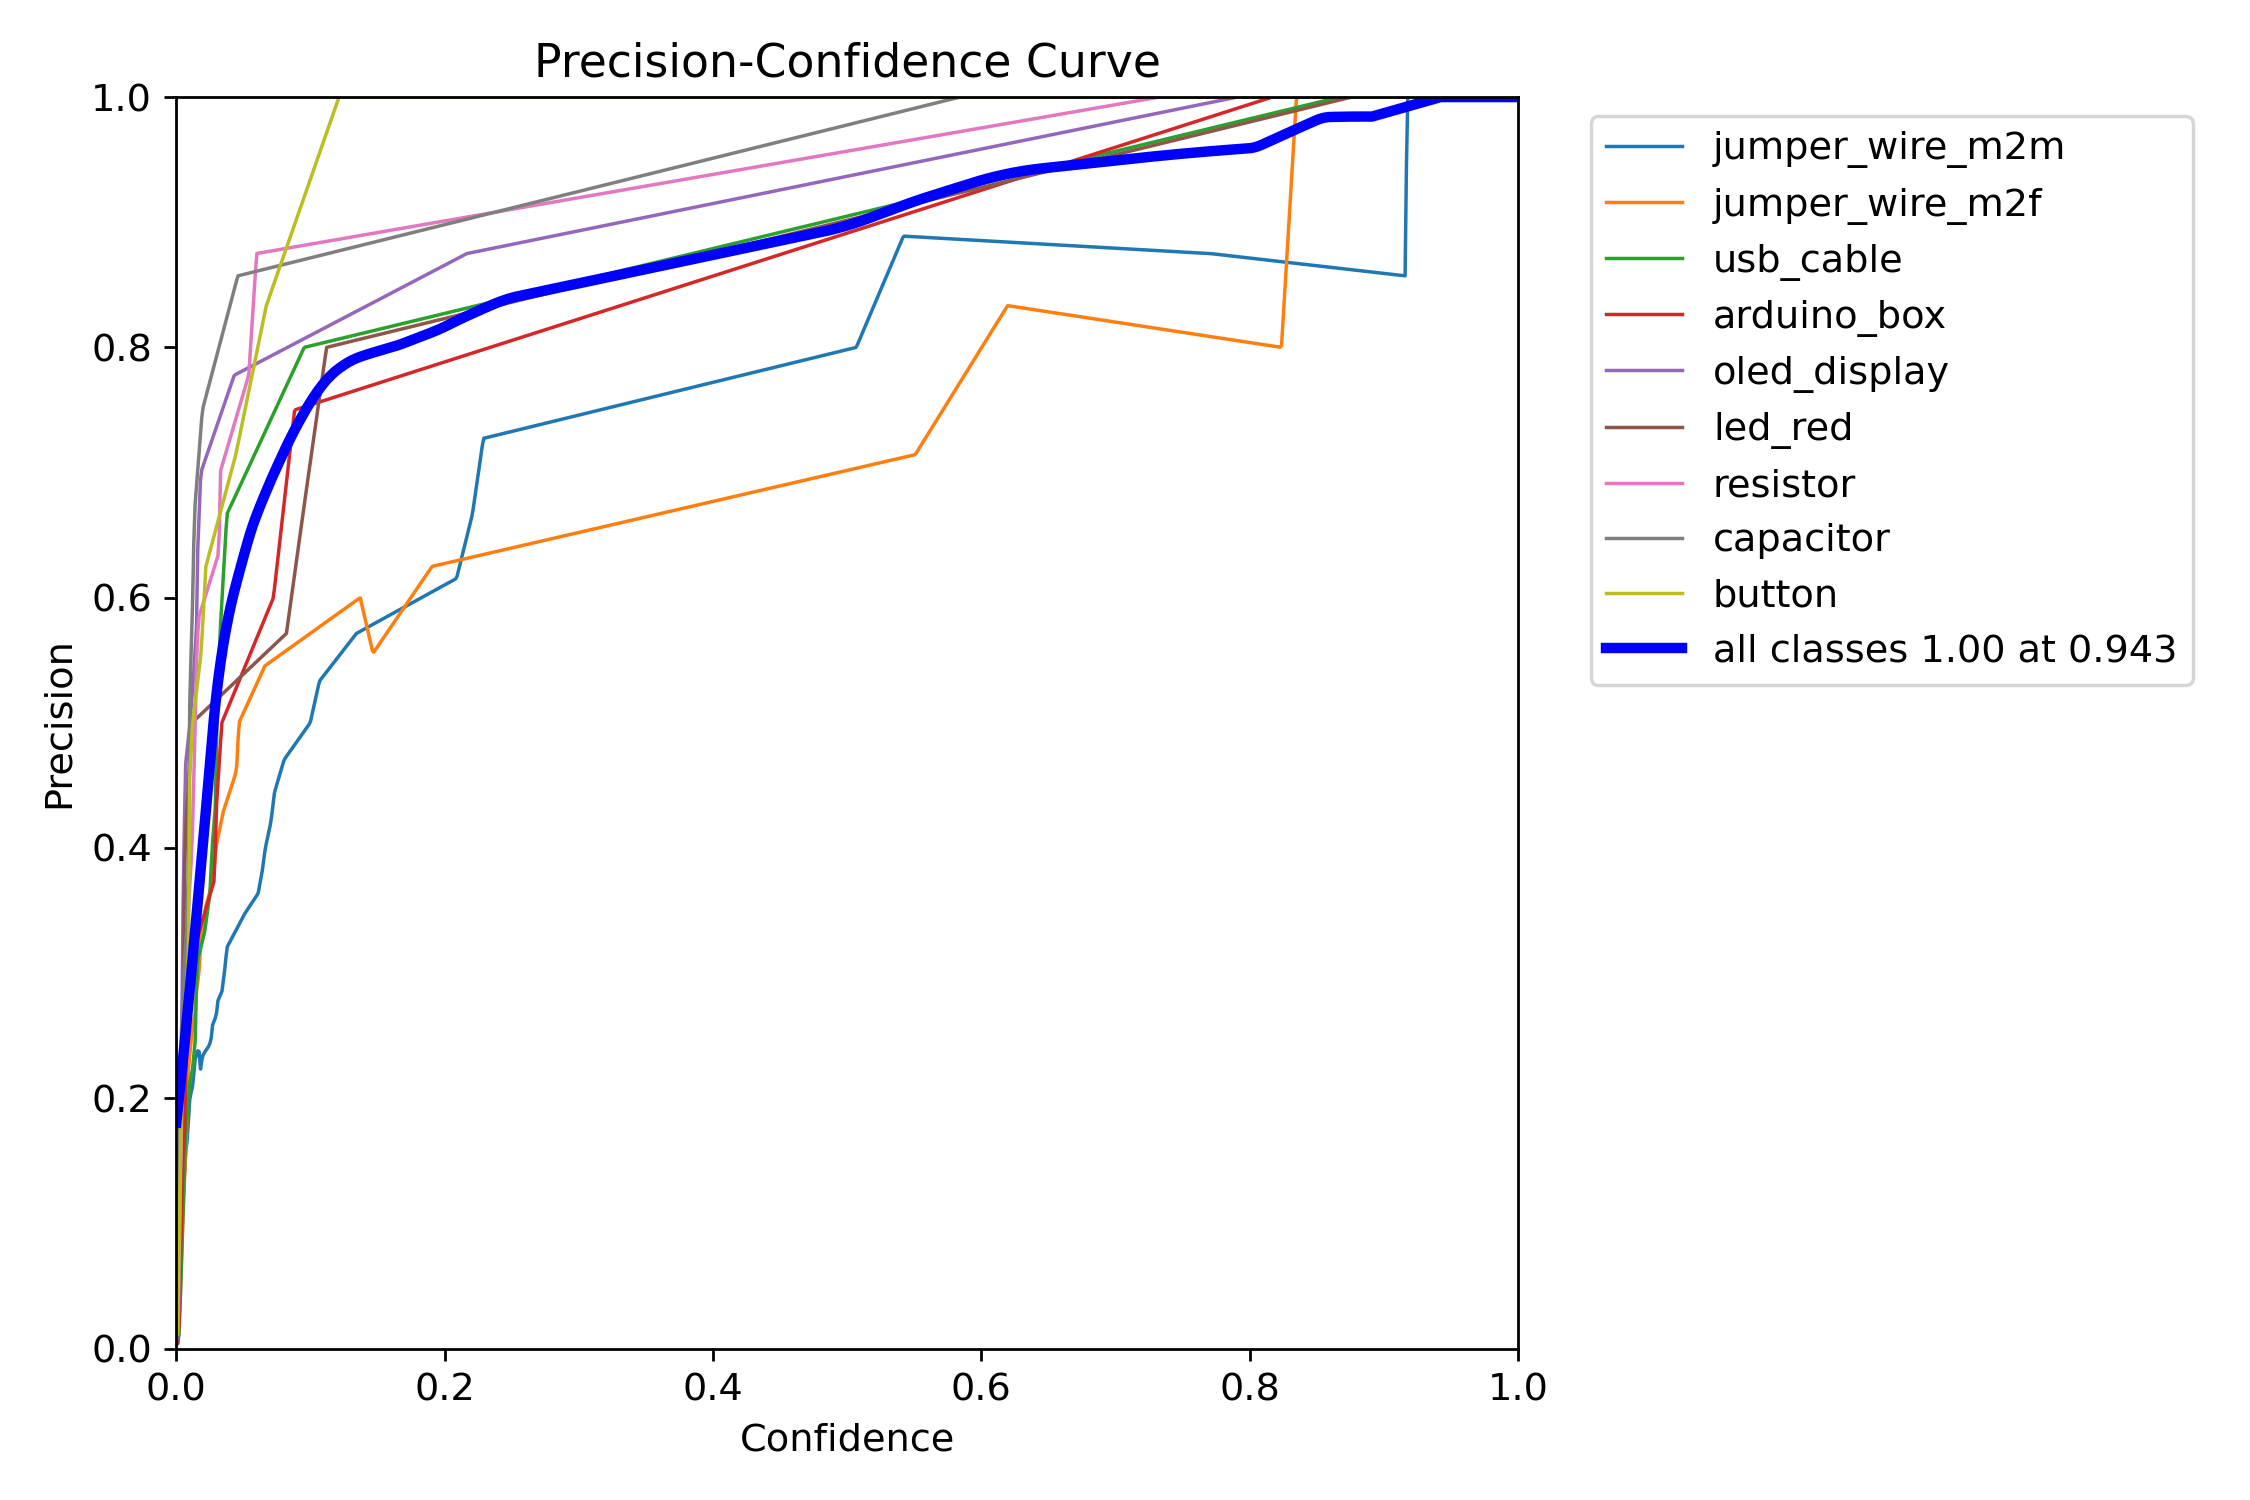 Precision-Confidence Curve
1.0
0.8
0.6
0.4
0.2
0.0
Precision
0.0 0.2 0.4 0.6 0.8 1.0
Confidence
jumper_wire_m2m
jumper_wire_m2f
usb_cable
arduino_box
oled_display
led_red
resistor
capacitor
button
all classes 1.00 at 0.943